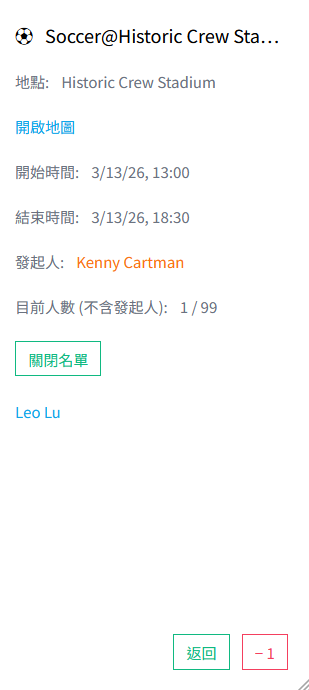 Soccer@Historic Crew Sta...
地點: Historic Crew Stadium
開啟地圖
開始時間: 3/13/26, 13:00
結束時間: 3/13/26, 18:30
發起人: Kenny Cartman
目前人數 (不含發起人): 1 / 99
關閉名單
Leo Lu
返回 − 1